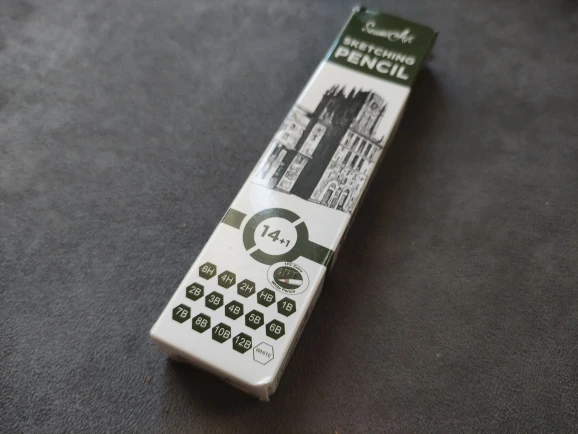 SKETCHING
PENCIL
14+1
6H 4H 2H HB 1B
2B 3B 4B 5B 6B
7B 8B 10B 12B WHITE